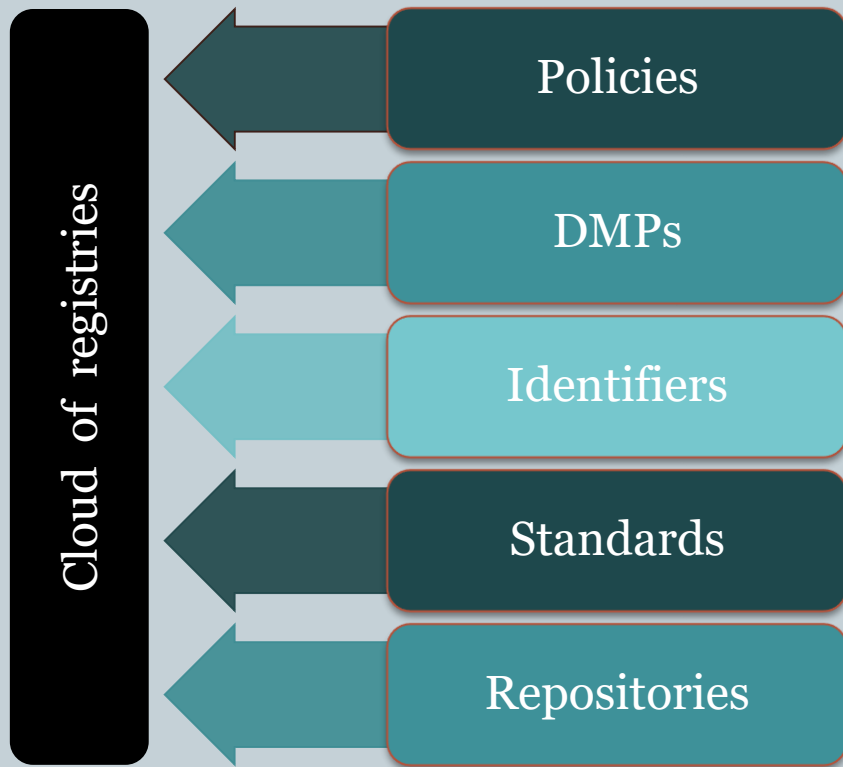 Cloud of registries
Policies
DMPs
Identifiers
Standards
Repositories